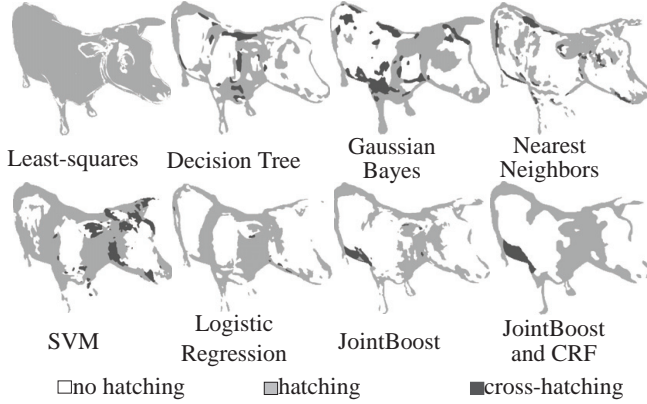 Least-squares
Decision Tree
Gaussian
Bayes
Nearest
Neighbors
SVM
Logistic
Regression
JointBoost
JointBoost
and CRF
no hatching
hatching
cross-hatching